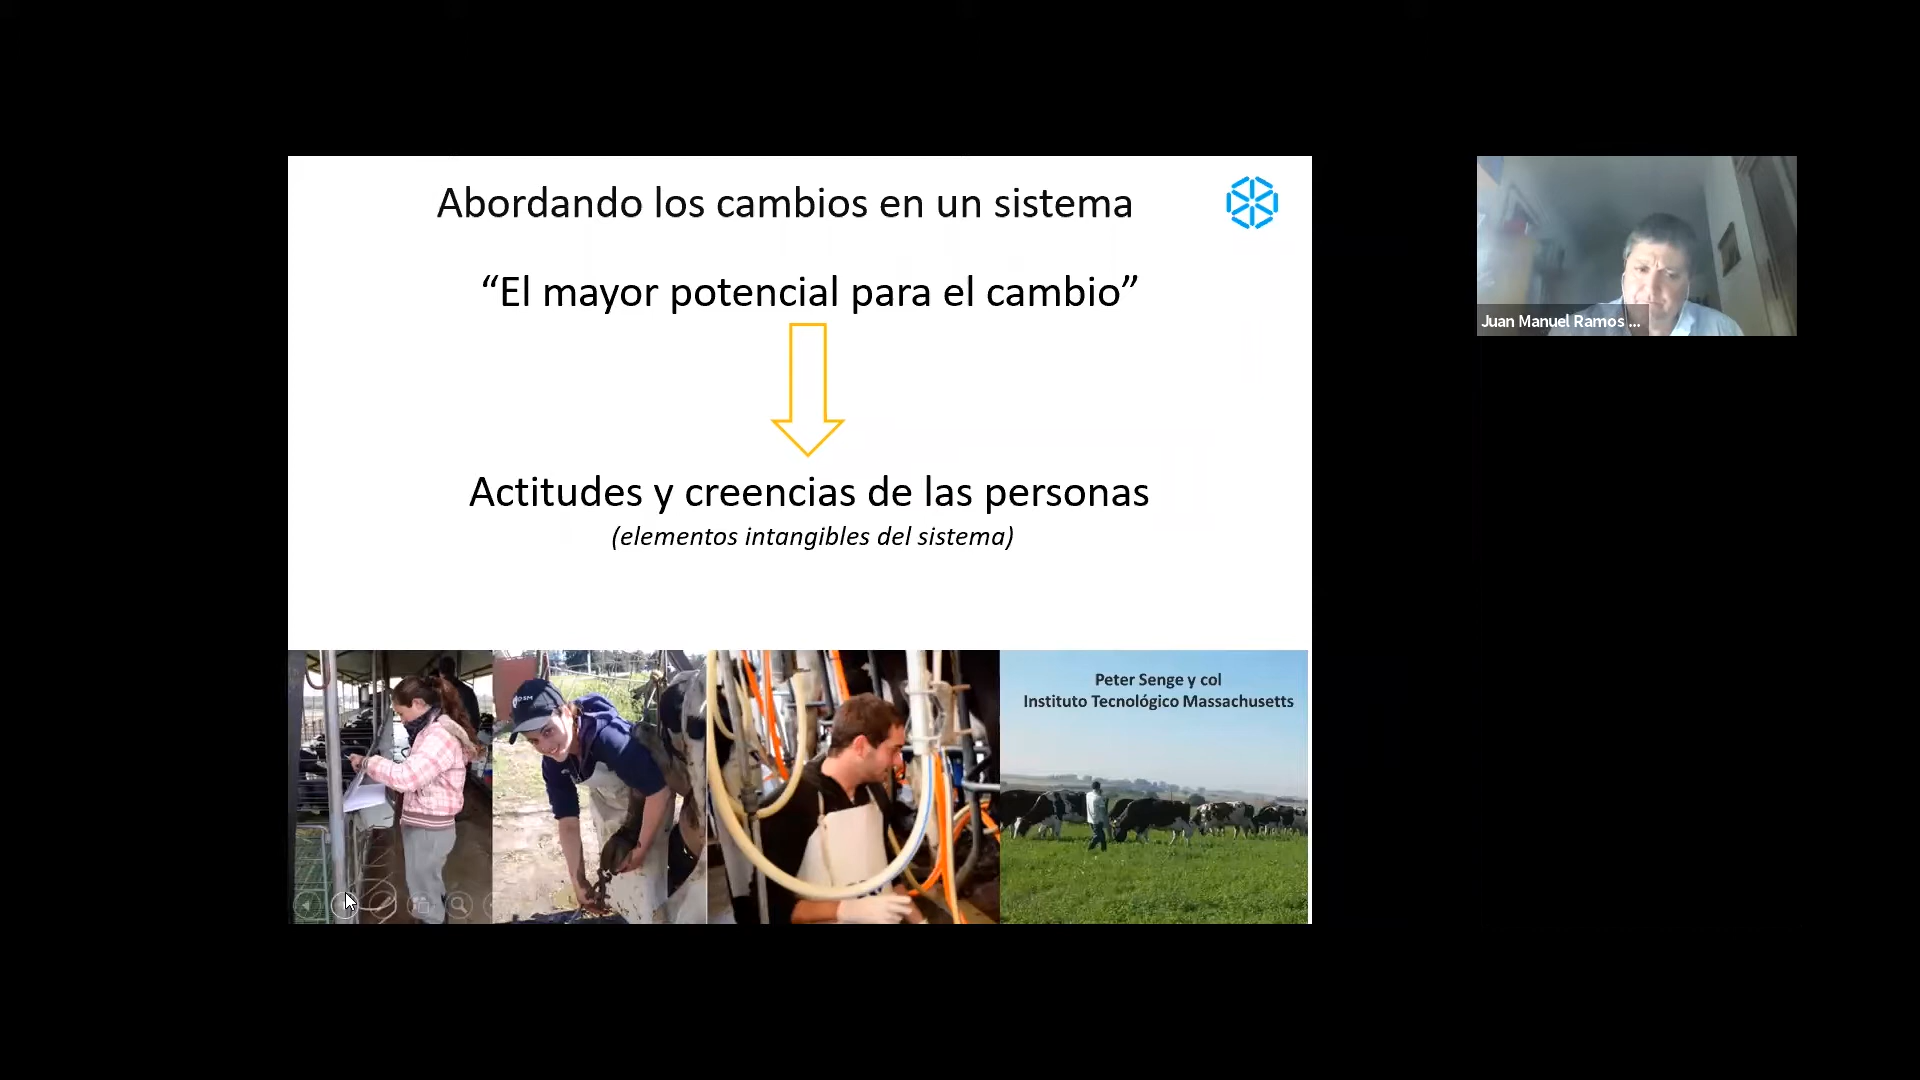 Abordando los cambios en un sistema
“El mayor potencial para el cambio”
Actitudes y creencias de las personas
(elementos intangibles del sistema)
Peter Senge y col
Instituto Tecnológico Massachusetts
DSM
Juan Manuel Ramos ...